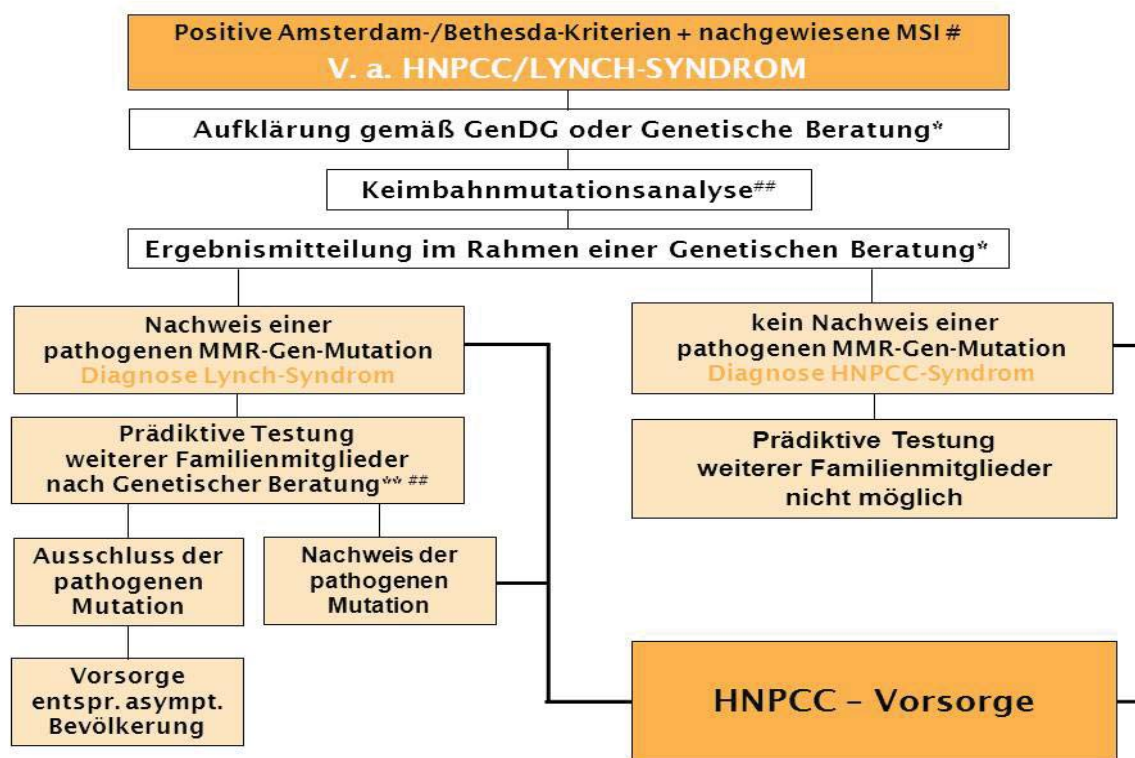 Positive Amsterdam-/Bethesda-Kriterien + nachgewiesene MSI #
V. a. HNPCC/LYNCH-SYNDROM
Aufklärung gemäß GenDG oder Genetische Beratung*
Keimbahnmutationsanalyse##
Ergebnismitteilung im Rahmen einer Genetischen Beratung*
Nachweis einer
pathogenen MMR-Gen-Mutation
Diagnose Lynch-Syndrom
kein Nachweis einer
pathogenen MMR-Gen-Mutation
Diagnose HNPCC-Syndrom
Prädiktive Testung
weiterer Familienmitglieder
nach Genetischer Beratung** ##
Prädiktive Testung
weiterer Familienmitglieder
nicht möglich
Ausschluss der
pathogenen
Mutation
Nachweis der
pathogenen
Mutation
Vorsorge
entspr. asympt.
Bevölkerung
HNPCC – Vorsorge